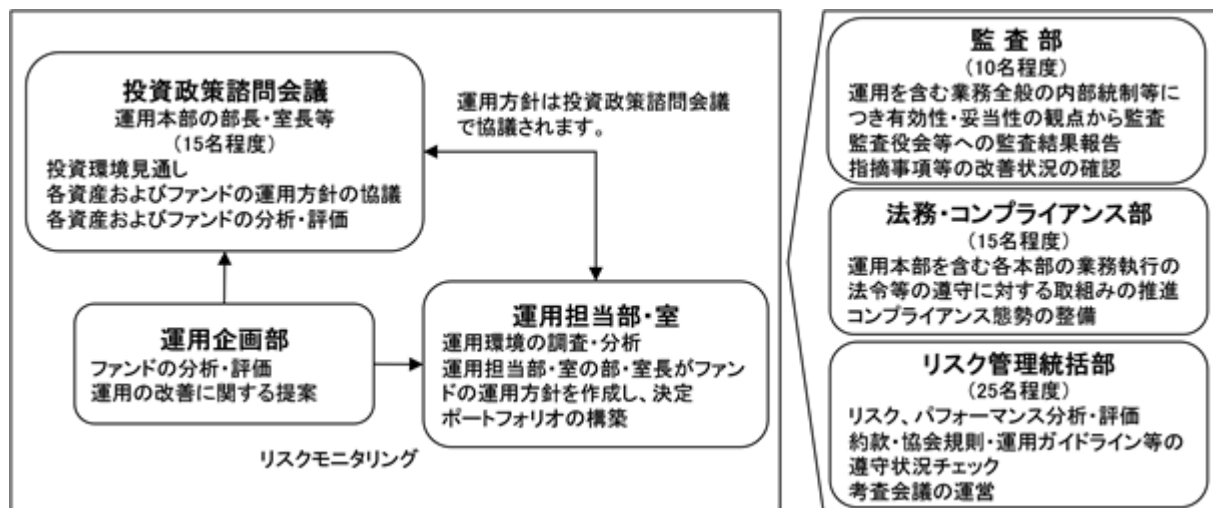 投資政策諮問会議
運用本部の部長・室長等
(15名程度)
投資環境見通し
各資産およびファンドの運用方針の協議
各資産およびファンドの分析・評価
運用方針は投資政策諮問会議
で協議されます。
運用企画部
ファンドの分析・評価
運用の改善に関する提案
運用担当部・室
運用環境の調査・分析
運用担当部・室の部・室長がファン
ドの運用方針を作成し、決定
ポートフォリオの構築
リスクモニタリング
監 査 部
(10名程度)
運用を含む業務全般の内部統制等に
つき有効性・妥当性の観点から監査
監査役会等への監査結果報告
指摘事項等の改善状況の確認
法務・コンプライアンス部
(15名程度)
運用本部を含む各本部の業務執行の
法令等の遵守に対する取組みの推進
コンプライアンス態勢の整備
リスク管理統括部
(25名程度)
リスク、パフォーマンス分析・評価
約款・協会規則・運用ガイドライン等の
遵守状況チェック
考査会議の運営